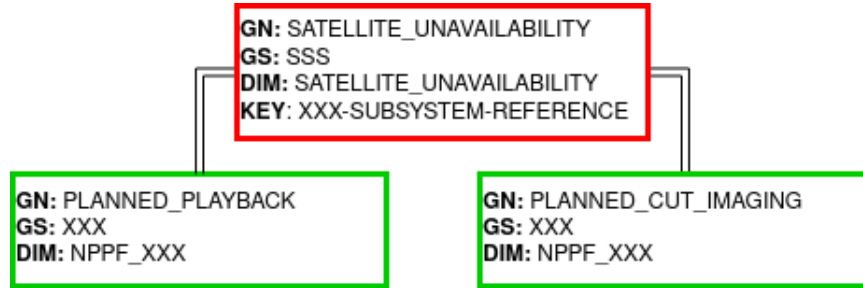 GN: SATELLITE_UNAVAILABILITY
GS: SSS
DIM: SATELLITE_UNAVAILABILITY
KEY: XXX-SUBSYSTEM-REFERENCE
GN: PLANNED_PLAYBACK
GS: XXX
DIM: NPPF_XXX
GN: PLANNED_CUT_IMAGING
GS: XXX
DIM: NPPF_XXX